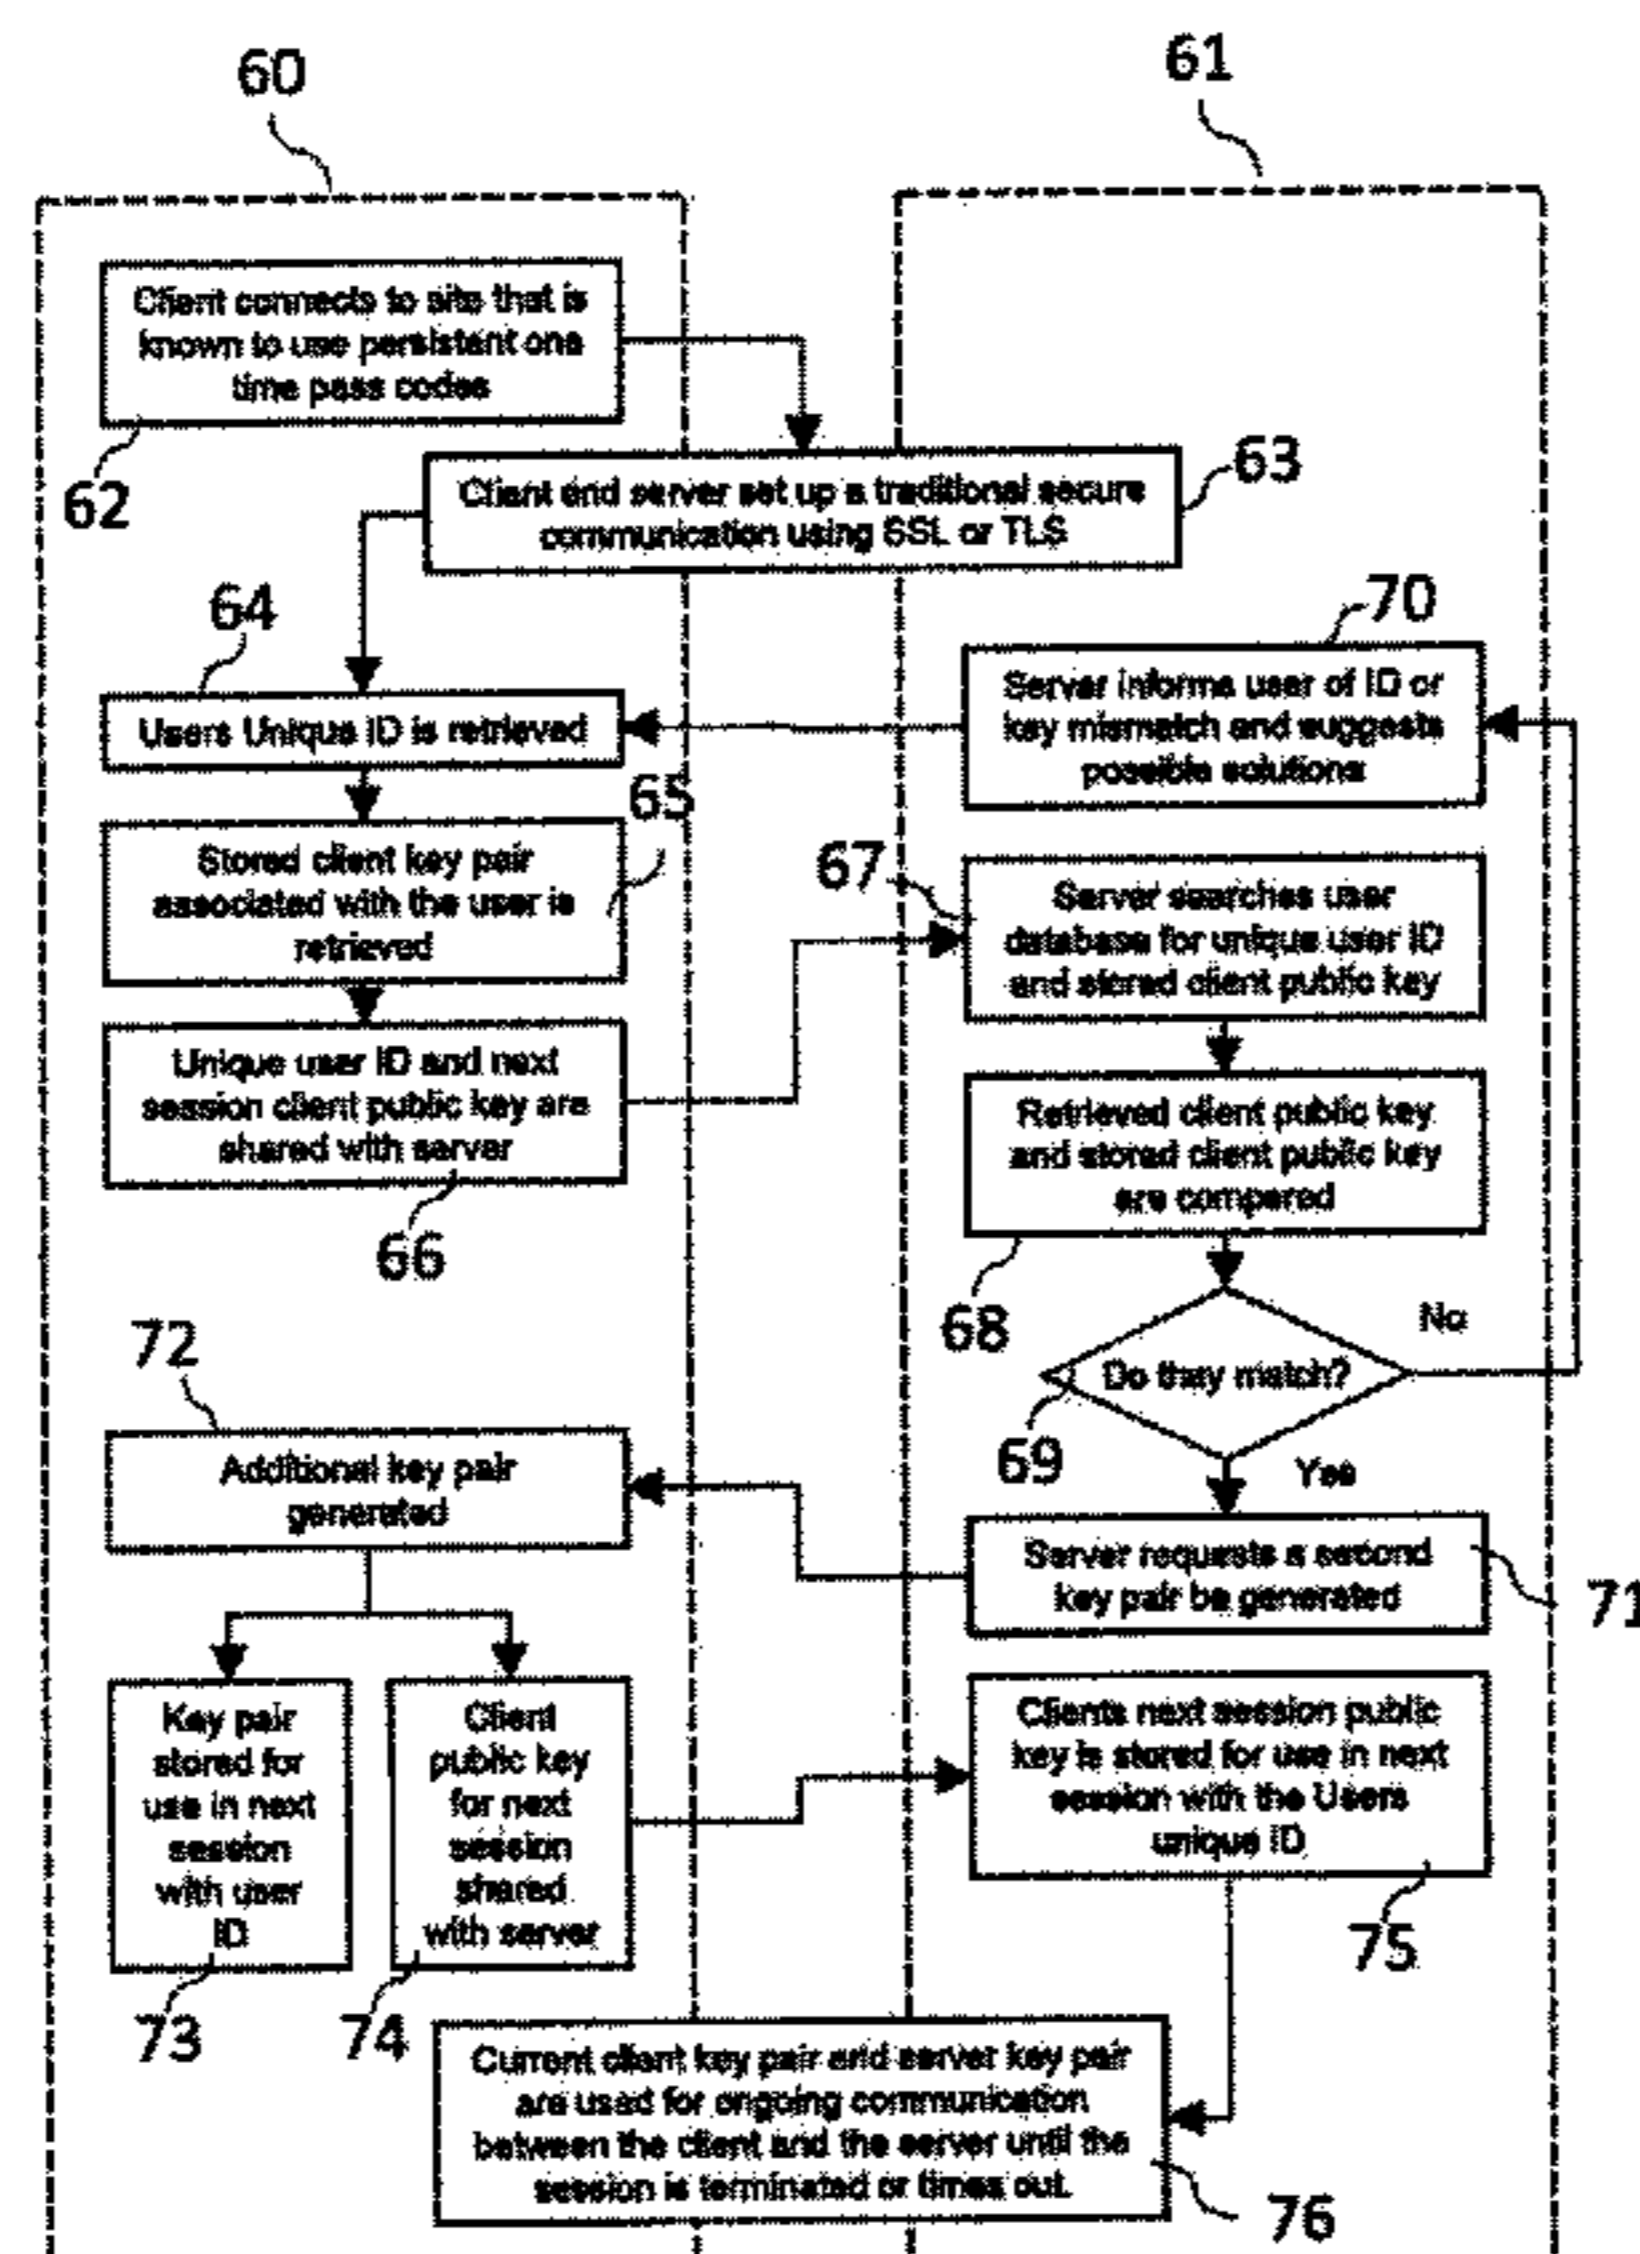 60
61
Client connects to site that is
known to use persistant one
time pass codes
62
Client and server set up a traditional secure
communication using SSL or TLS
63
64
Users Unique ID is retrieved
70
Server informs user of ID or
key mismatch and suggests
possible solutions
65
Stored client key pair
associated with the user is
retrieved
67
Server searches user
database for unique user ID
and stored client public key
Unique user ID and next
session client public key are
shared with server
66
Retrieved client public key
and stored client public key
are compared
68
Do they match?
No
69
Yes
72
Additional key pair
generated
Server requests a second
key pair be generated
71
Key pair
stored for
use in next
session
with user
ID
73
Client
public key
for next
session
shared
with server
74
Clients next session public
key is stored for use in next
session with the Users
unique ID
75
Current client key pair and server key pair
are used for ongoing communication
between the client and the server until the
session is terminated or times out.
76